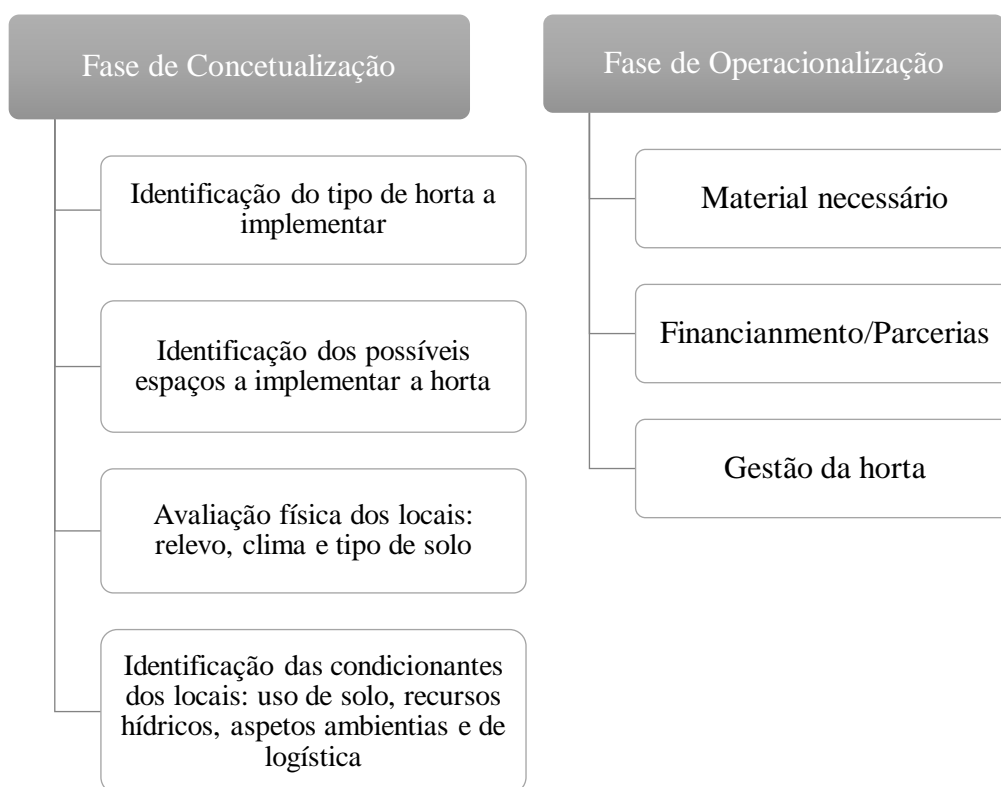 Fase de Concetualização
Identificação do tipo de horta a
implementar
Identificação dos possíveis
espaços a implementar a horta
Avaliação física dos locais:
relevo, clima e tipo de solo
Identificação das condicionantes
dos locais: uso de solo, recursos
hídricos, aspetos ambientias e de
logística
Fase de Operacionalização
Material necessário
Financianmento/Parcerias
Gestão da horta